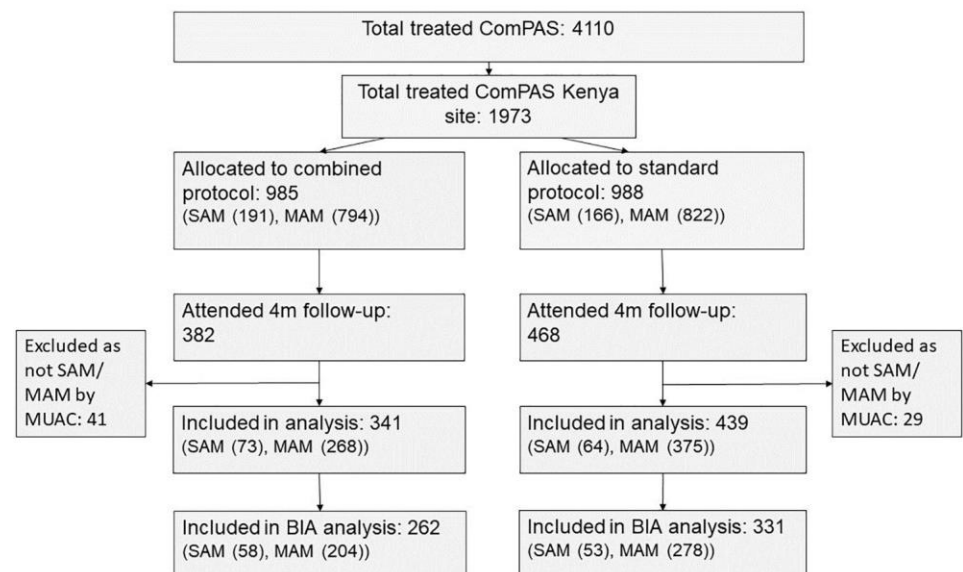 Total treated ComPAS: 4110
Total treated ComPAS Kenya
site: 1973
Allocated to combined
protocol: 985
(SAM (191), MAM (794))
Allocated to standard
protocol: 988
(SAM (166), MAM (822))
Attended 4m follow-up:
382
Attended 4m follow-up:
468
Excluded as
not SAM/
MAM by
MUAC: 41
Excluded as
not SAM/
MAM by
MUAC: 29
Included in analysis: 341
(SAM (73), MAM (268))
Included in analysis: 439
(SAM (64), MAM (375))
Included in BIA analysis: 262
(SAM (58), MAM (204))
Included in BIA analysis: 331
(SAM (53), MAM (278))